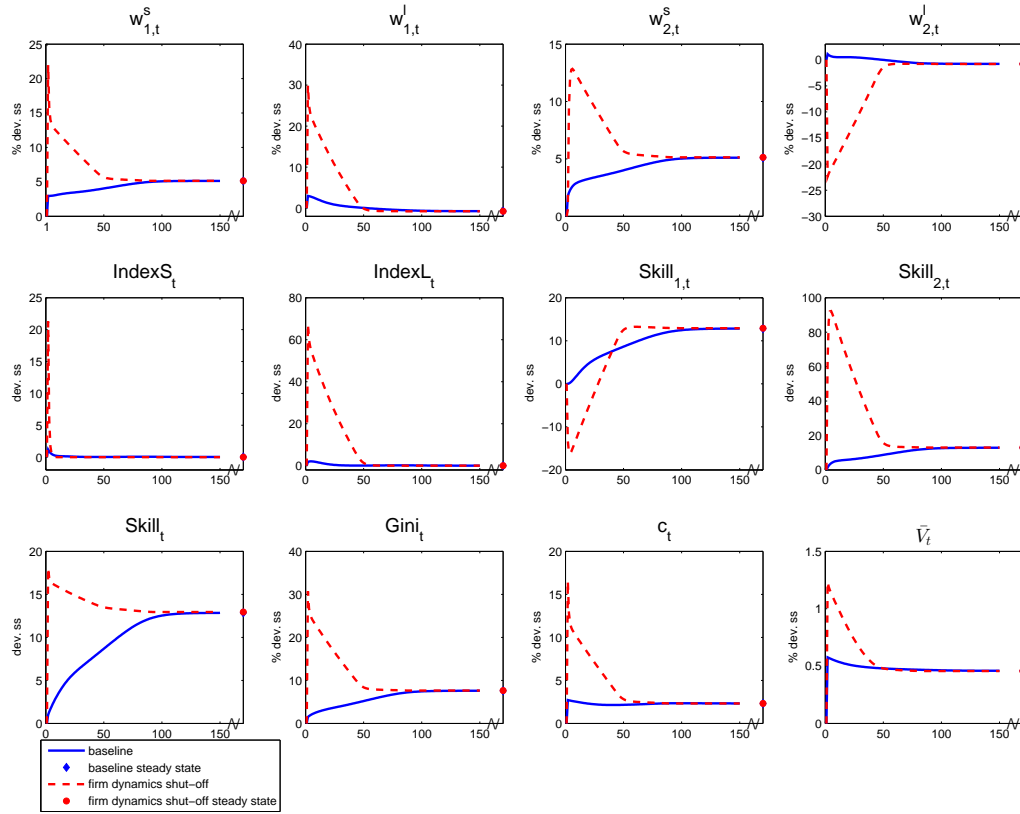 w^s_{1,t} w^l_{1,t} w^s_{2,t} w^l_{2,t}
% dev. ss % dev. ss % dev. ss % dev. ss
25 40 15 0
20 30 10 −5
15 20 5 −10
10 10 0 −15
5 0 −20
0 −25
−30
1 50 100 150 0 50 100 150 0 50 100 150 0 50 100 150
IndexS_t IndexL_t Skill_{1,t} Skill_{2,t}
dev. ss dev. ss dev. ss dev. ss
25 80 20 100
20 60 10 80
15 40 0 60
10 20 −10 40
5 0 −20 20
0 0
0 50 100 150 0 50 100 150 0 50 100 150 0 50 100 150
Skill_t Gini_t c_t V̄_t
dev. ss % dev. ss % dev. ss % dev. ss
20 40 20 1.5
15 30 15 1
10 20 10 0.5
5 10 5 0
0 0 0
0 50 100 150 0 50 100 150 0 50 100 150
baseline
baseline steady state
firm dynamics shut−off
firm dynamics shut−off steady state